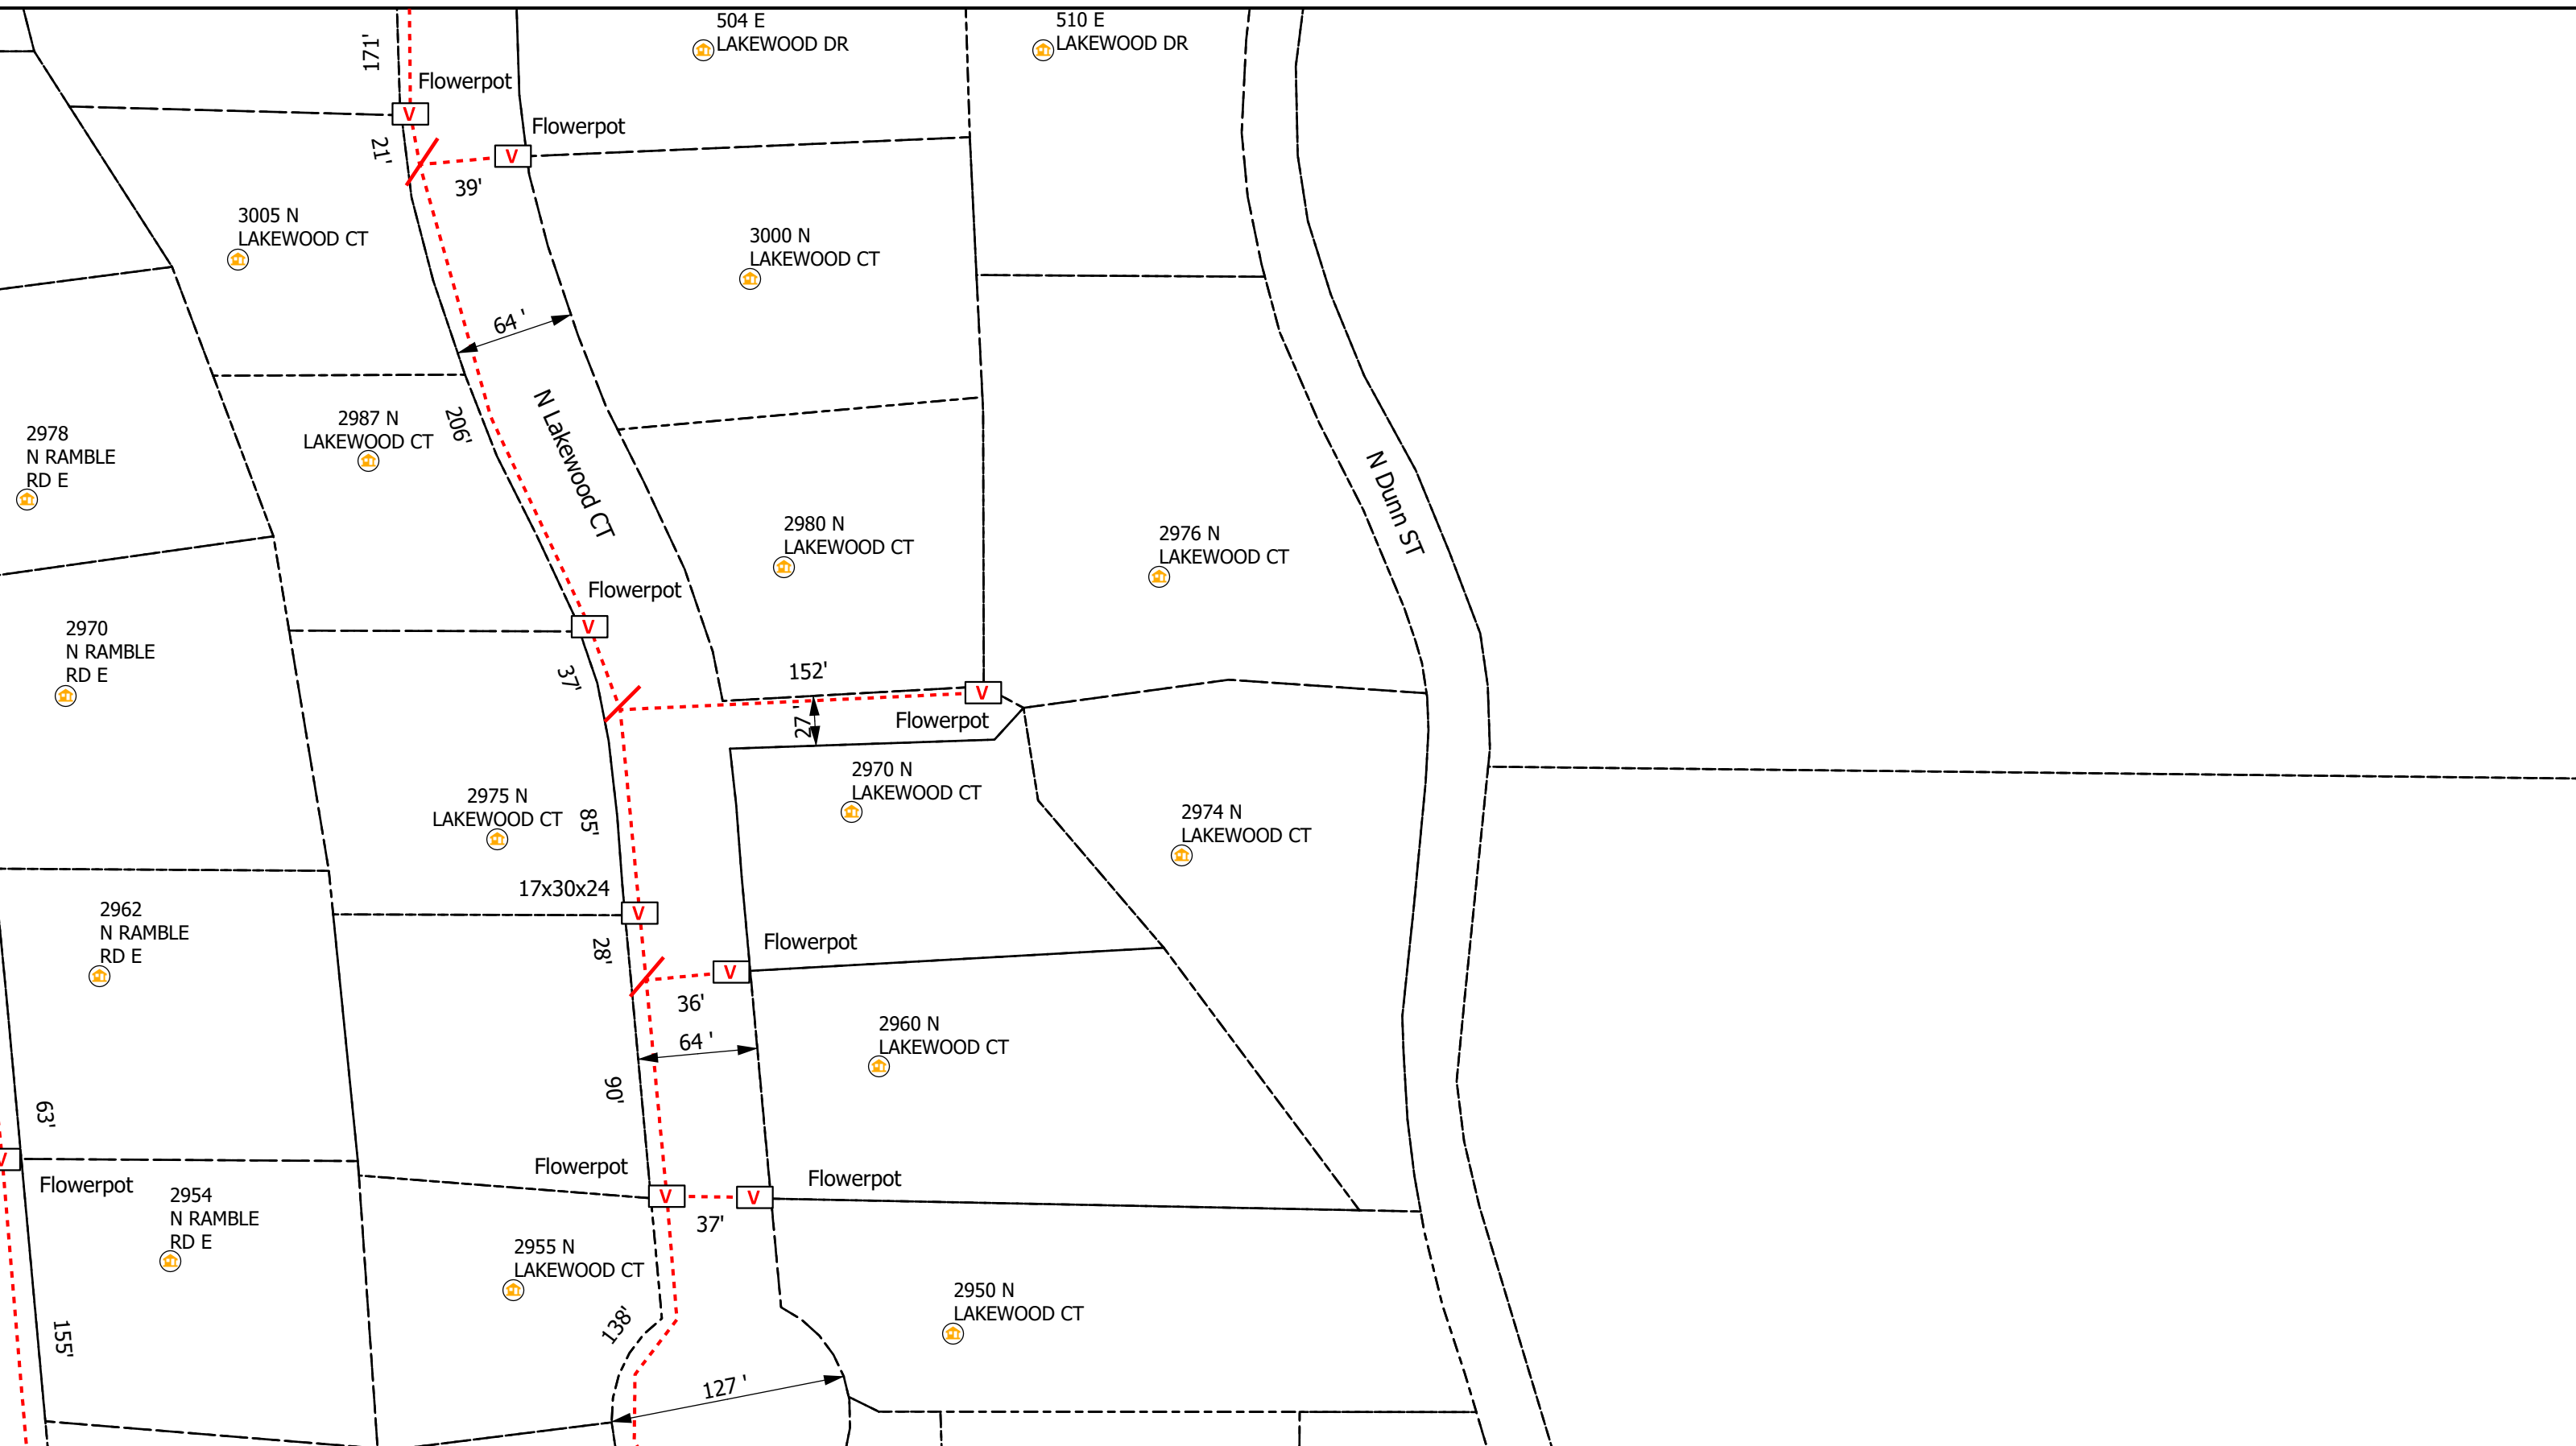 504 E
LAKEWOOD DR
510 E
LAKEWOOD DR
171'
Flowerpot
V
Flowerpot
V
21'
39'
3005 N
LAKEWOOD CT
3000 N
LAKEWOOD CT
64 '
N Lakewood CT
2987 N
LAKEWOOD CT
206'
2978
N RAMBLE
RD E
N Dunn ST
2980 N
LAKEWOOD CT
2976 N
LAKEWOOD CT
Flowerpot
V
2970
N RAMBLE
RD E
37'
152'
V
Flowerpot
27 '
2970 N
LAKEWOOD CT
2975 N
LAKEWOOD CT
85'
2974 N
LAKEWOOD CT
17x30x24
V
2962
N RAMBLE
RD E
28'
Flowerpot
V
36'
64 '
2960 N
LAKEWOOD CT
90'
63'
V
Flowerpot
Flowerpot
V
V
Flowerpot
37'
2954
N RAMBLE
RD E
2955 N
LAKEWOOD CT
2950 N
LAKEWOOD CT
138'
155'
127 '